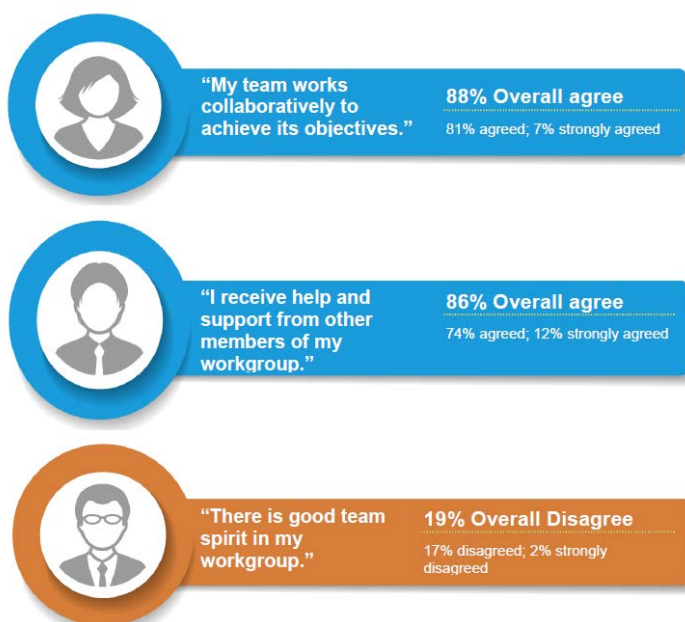 “My team works
collaboratively to
achieve its objectives.”
88% Overall agree
81% agreed; 7% strongly agreed
“I receive help and
support from other
members of my
workgroup.”
86% Overall agree
74% agreed; 12% strongly agreed
“There is good team
spirit in my
workgroup.”
19% Overall Disagree
17% disagreed; 2% strongly
disagreed